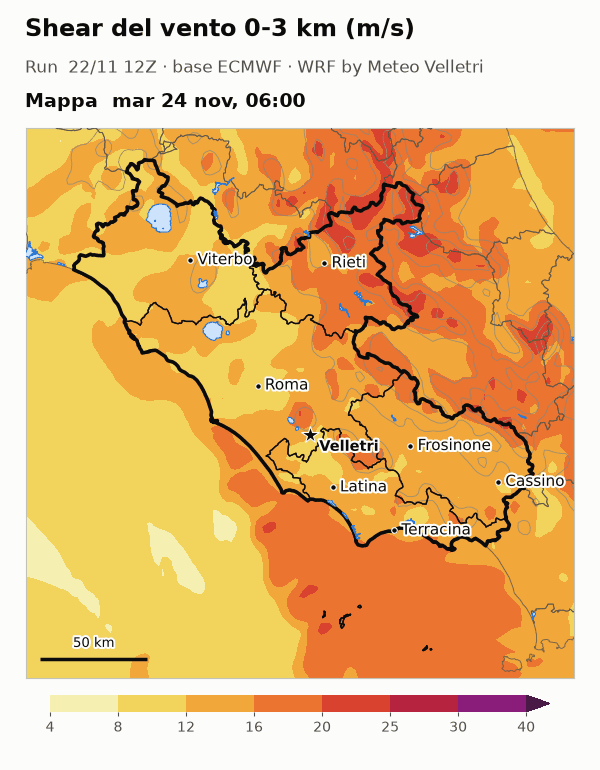 Shear del vento 0-3 km (m/s)
Run 22/11 12Z · base ECMWF · WRF by Meteo Velletri
Mappa mar 24 nov, 06:00
Viterbo
Rieti
Roma
Velletri
Frosinone
Latina
Cassino
Terracina
50 km
4 8 12 16 20 25 30 40